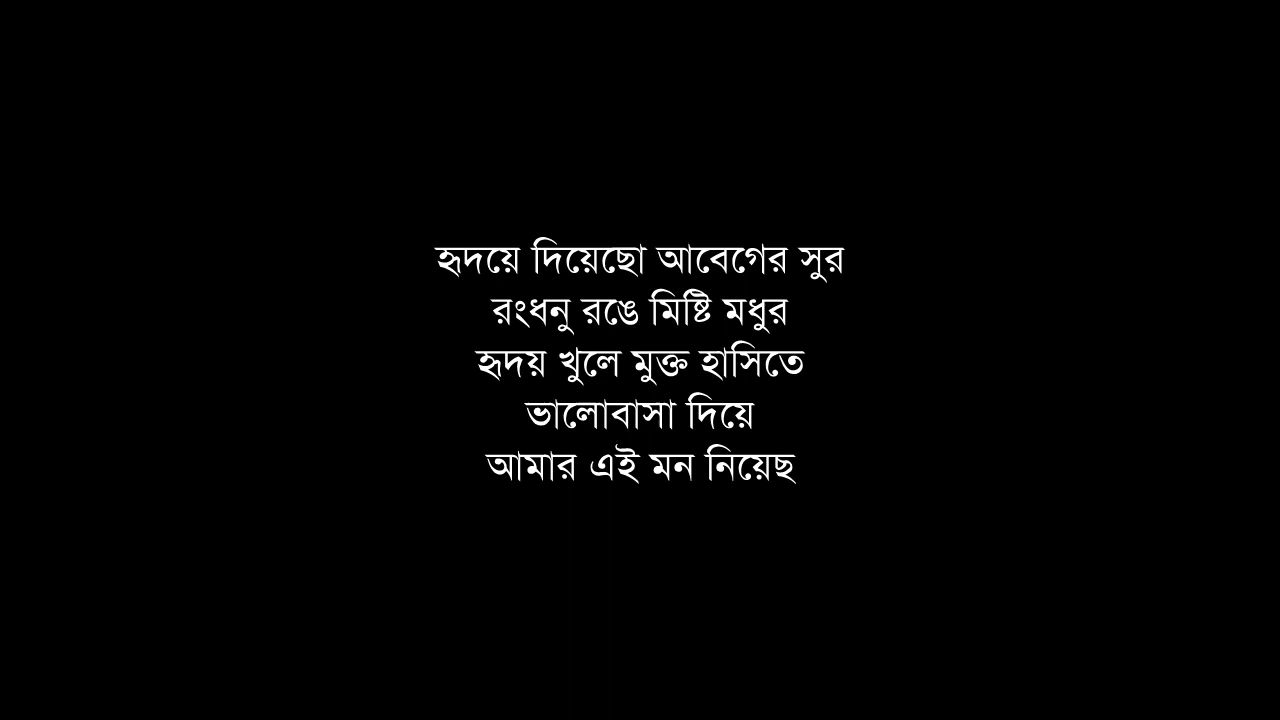 হৃদয়ে দিয়েছো আবেগের সুর
রংধনু রঙে মিষ্টি মধুর
হৃদয় খুলে মুক্ত হাসিতে
ভালোবাসা দিয়ে
আমার এই মন নিয়েছ